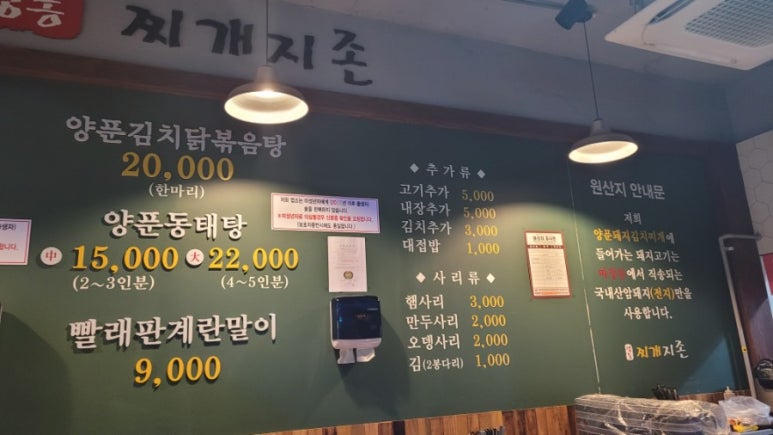 찌개지존
양푼김치닭볶음탕
20,000
(한마리)
양푼동태탕
中 15,000 大 22,000
(2~3인분) (4~5인분)
빨래판계란말이
9,000
◆ 추가류 ◆
고기추가 5,000
내장추가 5,000
김치추가 3,000
대접밥 1,000
◆ 사리류 ◆
햄사리 3,000
만두사리 2,000
오뎅사리 2,000
김(2봉다리) 1,000
원산지 안내문
저희
양푼돼지김치찌개에
들어가는 돼지고기는
에서 직송되는
국내산암돼지(전지)만을
사용합니다.
찌개지존